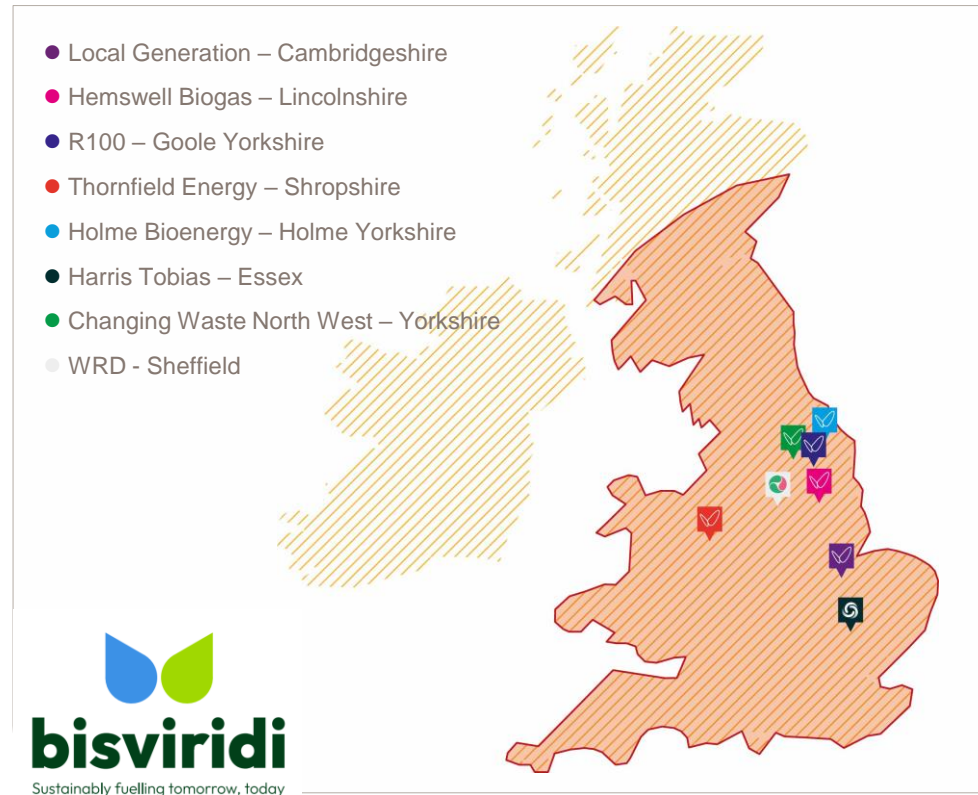 Local Generation – Cambridgeshire
Hemswell Biogas – Lincolnshire
R100 – Goole Yorkshire
Thornfield Energy – Shropshire
Holme Bioenergy – Holme Yorkshire
Harris Tobias – Essex
Changing Waste North West – Yorkshire
WRD - Sheffield
bisviridi
Sustainably fuelling tomorrow, today